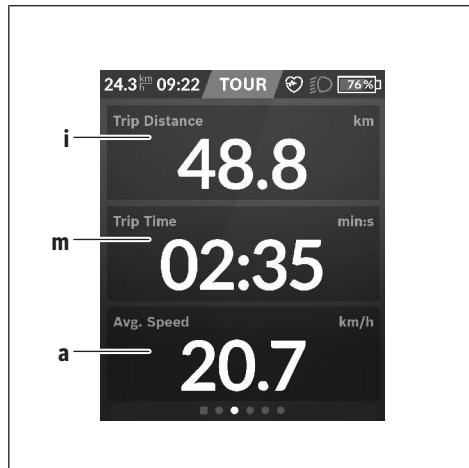 24.3 km/h 09:22 TOUR 76%
Trip Distance km
i
48.8
Trip Time min:s
m
02:35
Avg. Speed km/h
a
20.7